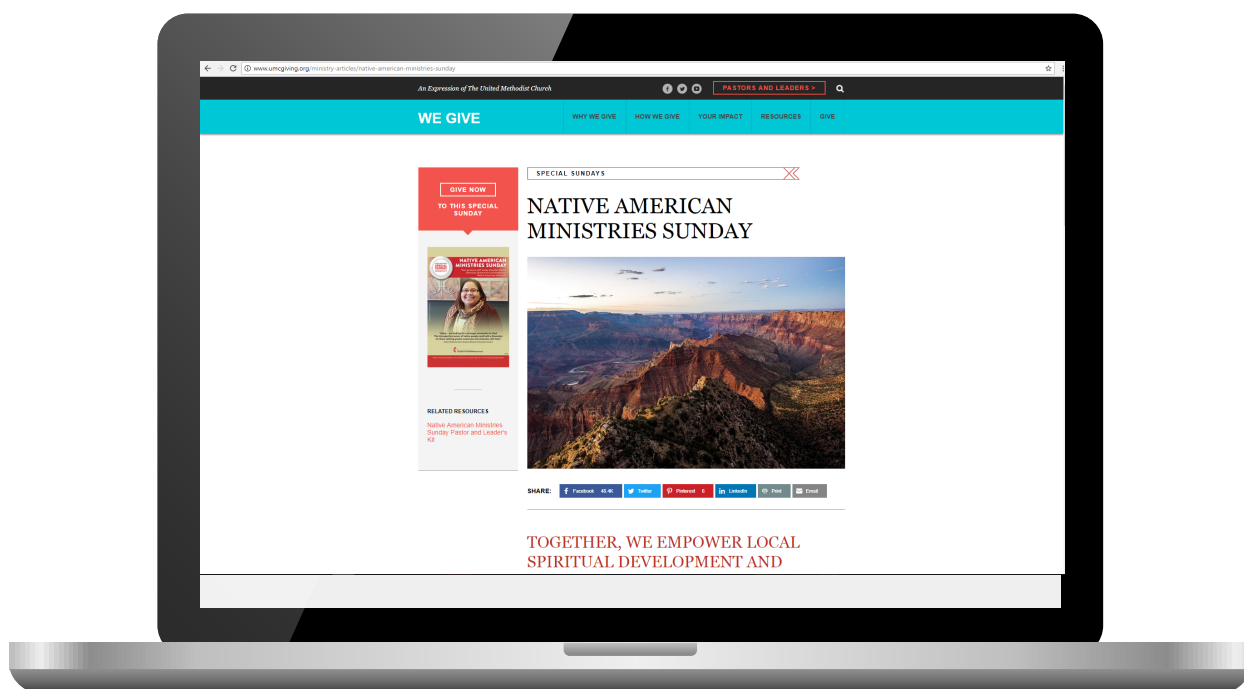 www.umcgiving.org/ministry-articles/native-american-ministries-sunday
An Expression of The United Methodist Church
PASTORS AND LEADERS >
WE GIVE
WHY WE GIVE
HOW WE GIVE
YOUR IMPACT
RESOURCES
GIVE
GIVE NOW
TO THIS SPECIAL
SUNDAY
NATIVE AMERICAN
MINISTRIES SUNDAY
RELATED RESOURCES
Native American Ministries
Sunday Pastor and Leader's
Kit
SPECIAL SUNDAYS
NATIVE AMERICAN
MINISTRIES SUNDAY
SHARE:
Facebook 45.4K
Twitter
Pinterest 6
LinkedIn
Print
Email
TOGETHER, WE EMPOWER LOCAL
SPIRITUAL DEVELOPMENT AND